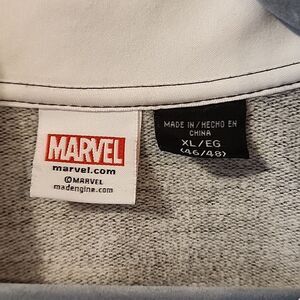 MARVEL
marvel.com
©MARVEL
madengine.com
MADE IN/HECHO EN
CHINA
XL/EG
(46/48)